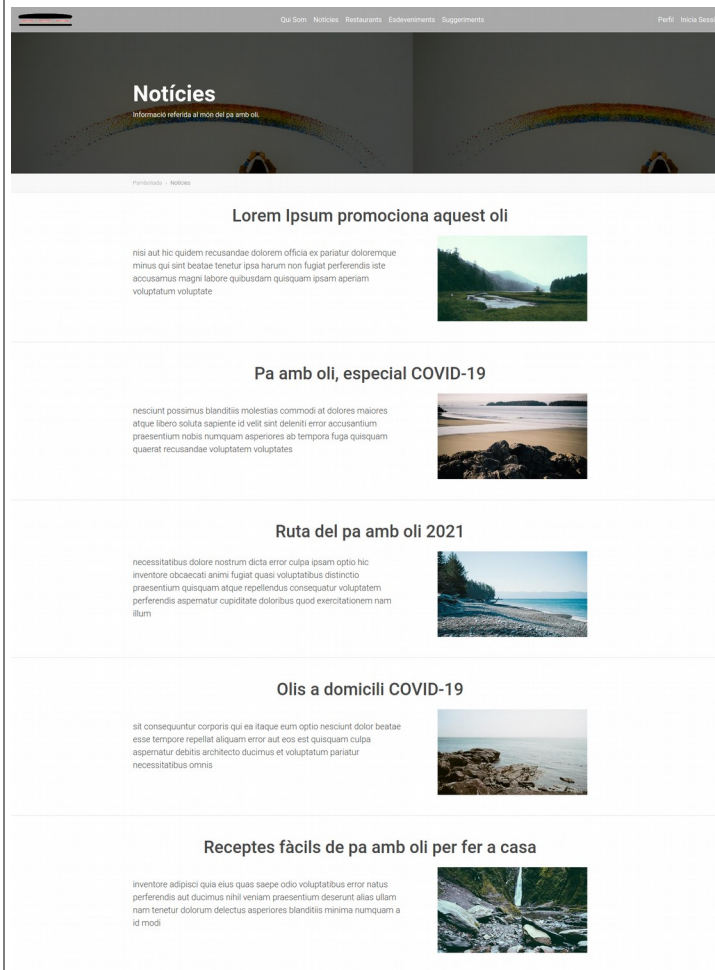 Qui Som Notícies Restaurants Esdeveniments Suggeriments
Perfil Inicia
Notícies
Informació referida al món del pa amb oli.
Pamboliada › Notícies
Lorem Ipsum promociona aquest oli
nisi aut hic quidem recusandae dolorem officia ex pariatur doloremque
minus qui sint beatae tenetur ipsa harum non fugiat perferendis iste
accusamus magni labore quibusdam quisquam ipsam aperiam
voluptatum voluptate
Pa amb oli, especial COVID-19
nesciunt possimus blanditiis molestias commodi at dolores maiores
atque libero soluta sapiente id velit sint deleniti error accusantium
praesentium nobis numquam asperiores ab tempora fuga quisquam
quaerat recusandae voluptatem voluptates
Ruta del pa amb oli 2021
necessitatibus dolore nostrum dicta error culpa ipsam optio hic
inventore obcaecati animi fugiat quasi voluptatibus distinctio
praesentium quisquam atque repellendus consequatur voluptatem
perferendis aspernatur cupiditate doloribus quod exercitationem nam
illum
Olis a domicili COVID-19
sit consequuntur corporis qui ea itaque eum optio nesciunt dolor beatae
esse tempore repellat aliquam error aut eos est quisquam culpa
aspernatur debitis architecto ducimus et voluptatum pariatur
necessitatibus omnis
Receptes fàcils de pa amb oli per fer a casa
inventore adipisci quia eius quas saepe odio voluptatibus error natus
perferendis aut ducimus nihil veniam praesentium deserunt alias ullam
nam tenetur dolorum delectus asperiores blanditiis minima numquam a
id modi